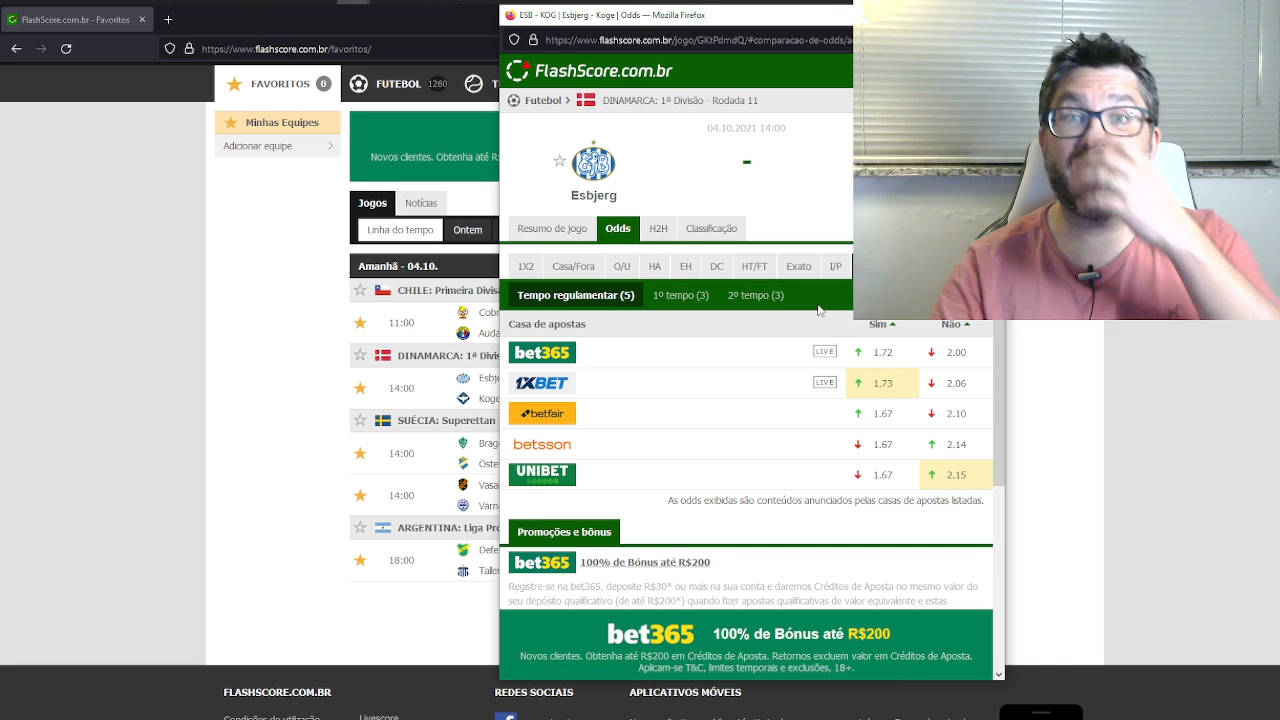 FlashScore.com.br: Favoritos
https://www.flashscore.com.br/favoritos/
FAVORITOS 0
FUTEBOL 1260
Minhas Equipes
Adicionar equipe
Novos clientes. Obtenha até R$
Jogos
Notícias
Linha do tempo
Ontem
Amanhã - 04.10.
CHILE: Primeira Divis
11:00
DINAMARCA: 1ª Divis
14:00
Esbje
Koge
SUÉCIA: Superettan
14:00
Brag
Öste
14:00
Vasa
Varna
ARGENTINA: Liga Pro
18:00
Defe
Talle
ESB - KOG | Esbjerg - Koge | Mozilla Firefox
https://www.flashscore.com.br/jogo/GKtPdmdQ/#comparacao-de-odds/a
FlashScore.com.br
Futebol
DINAMARCA: 1ª Divisão - Rodada 11
04.10.2021 14:00
-
Esbjerg
Resumo de jogo
Odds
H2H
Classificação
1X2
Casa/Fora
O/U
HA
EH
DC
HT/FT
Exato
I/P
Tempo regulamentar (5)
1º tempo (3)
2º tempo (3)
Casa de apostas
Sim
Não
bet365 LIVE 1.72 2.00
1XBET LIVE 1.73 2.06
betfair 1.67 2.10
betsson 1.67 2.14
UNIBET 1.67 2.15
As odds exibidas são conteúdos anunciados pelas casas de apostas listadas.
Promoções e bônus
bet365 100% de Bónus até R$200
Registre-se na bet365, deposite R$30* ou mais na sua conta e daremos Créditos de Aposta no mesmo valor do
seu depósito qualificativo (de até R$200*) quando fizer apostas qualificativas de valor equivalente e estas
bet365 100% de Bónus até R$200
Novos clientes. Obtenha até R$200 em Créditos de Aposta. Retornos excluem valor em Créditos de Aposta.
Aplicam-se T&C, limites temporais e exclusões, 18+.